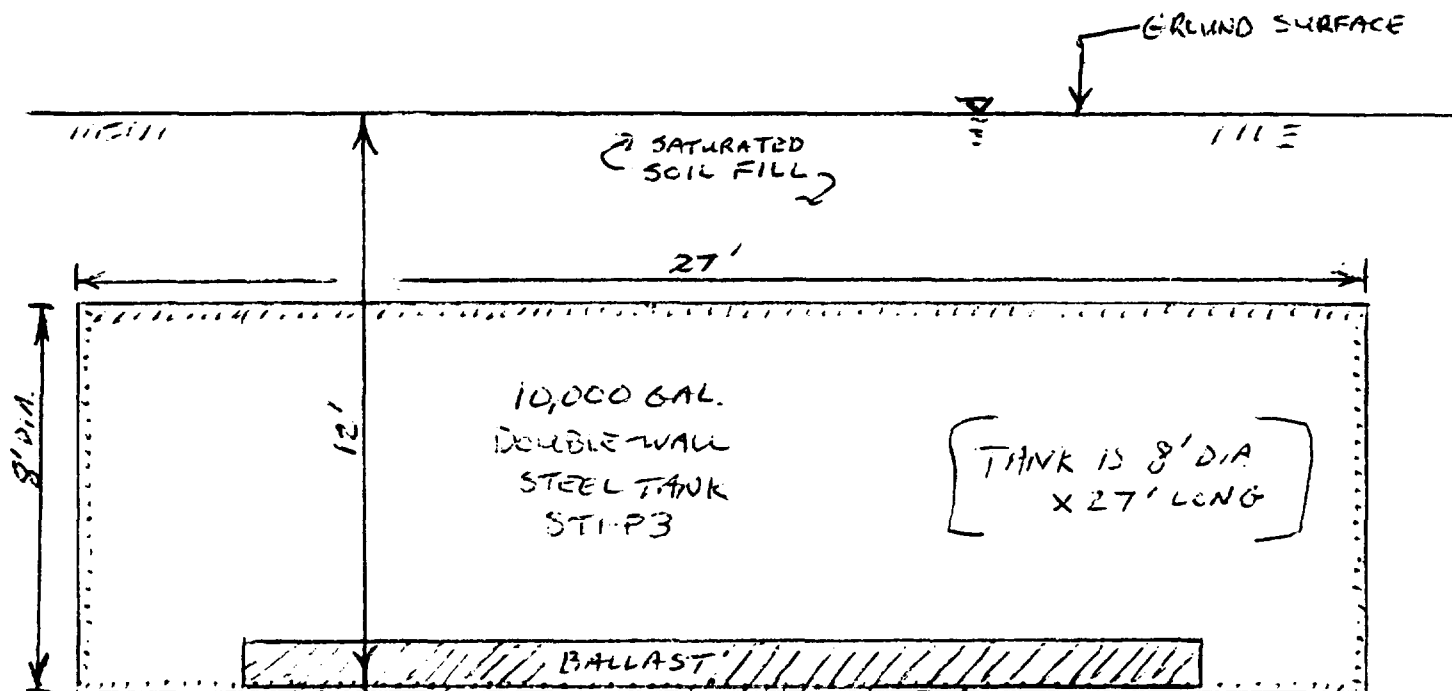 GROUND SURFACE
SATURATED
SOIL FILL
27'
8' DIA.
12'
10,000 GAL.
DOUBLE-WALL
STEEL TANK
STI-P3
TANK IS 8' DIA
x 27' LONG
BALLAST